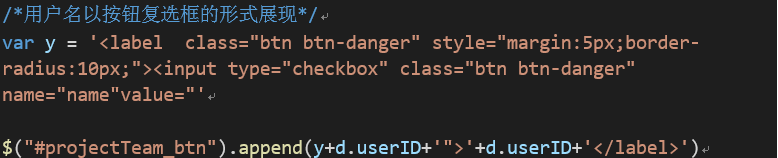 /*用户名以按钮复选框的形式展现*/
var y = '<label  class="btn btn-danger" style="margin:5px;border-
radius:10px;"><input type="checkbox" class="btn btn-danger"
name="name"value="'
$("#projectTeam_btn").append(y+d.userID+'">'+d.userID+'</label>')